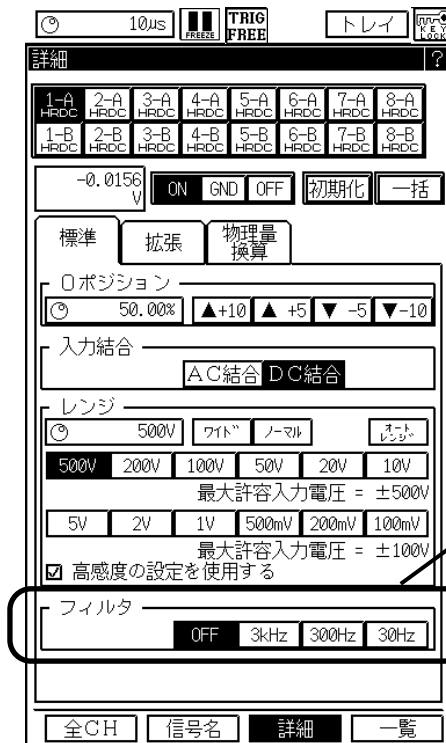 10μs FREEZE TRIG FREE トレイ KEY LOCK
詳細 ?
1-A HRDC 2-A HRDC 3-A HRDC 4-A HRDC 5-A HRDC 6-A HRDC 7-A HRDC 8-A HRDC
1-B HRDC 2-B HRDC 3-B HRDC 4-B HRDC 5-B HRDC 6-B HRDC 7-B HRDC 8-B HRDC
-0.0156 V ON GND OFF 初期化 一括
標準 拡張 物理量換算
0ポジション
50.00% ▲+10 ▲ +5 ▼ -5 ▼-10
入力結合
AC結合 DC結合
レンジ
500V ワイド ノーマル オートレンジ
500V 200V 100V 50V 20V 10V
最大許容入力電圧 = ±500V
5V 2V 1V 500mV 200mV 100mV
最大許容入力電圧 = ±100V
☑ 高感度の設定を使用する
フィルタ
OFF 3kHz 300Hz 30Hz
全CH 信号名 詳細 一覧